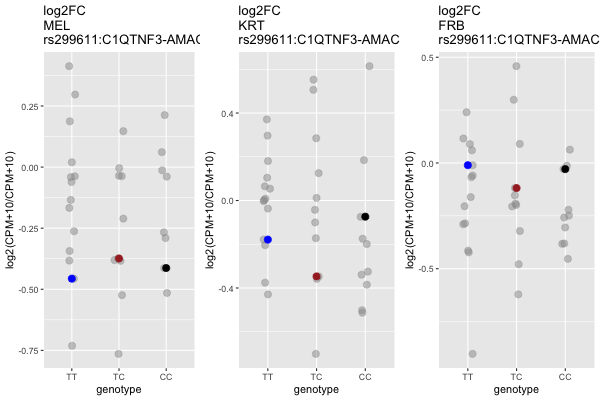 log2FC
MEL
rs299611:C1QTNF3-AMAC
log2(CPM+10/CPM+10)
0.25
0.00
-0.25
-0.50
-0.75
TT
TC
CC
genotype
log2FC
KRT
rs299611:C1QTNF3-AMAC
log2(CPM+10/CPM+10)
0.4
0.0
-0.4
TT
TC
CC
genotype
log2FC
FRB
rs299611:C1QTNF3-AMAC
log2(CPM+10/CPM+10)
0.5
0.0
-0.5
TT
TC
CC
genotype